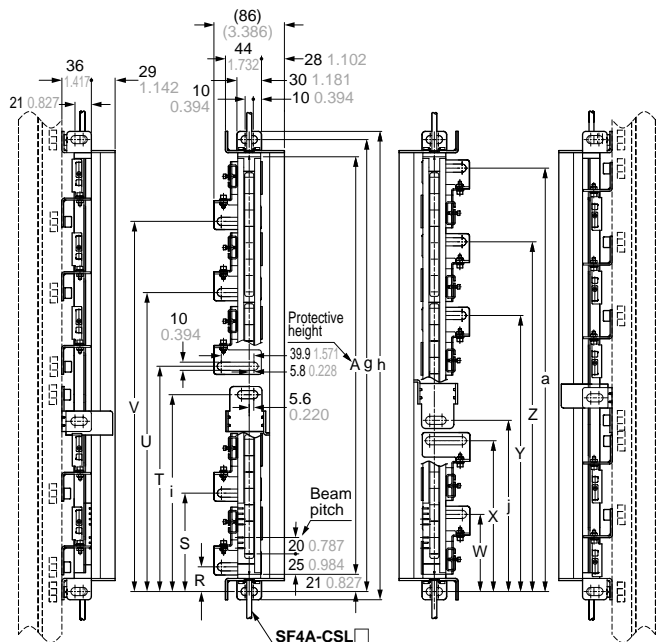 (86)
(3.386)
44
1.732
28 1.102
36
1.417
29
1.142
30 1.181
10
0.394
10 0.394
21 0.827
Protective
height
10
0.394
39.9 1.571
5.8 0.228
A g h
5.6
0.220
V
U
T
i
S
R
Beam
pitch
20 0.787
25 0.984
21 0.827
a
Z
Y
j
X
W
SF4A-CSL□